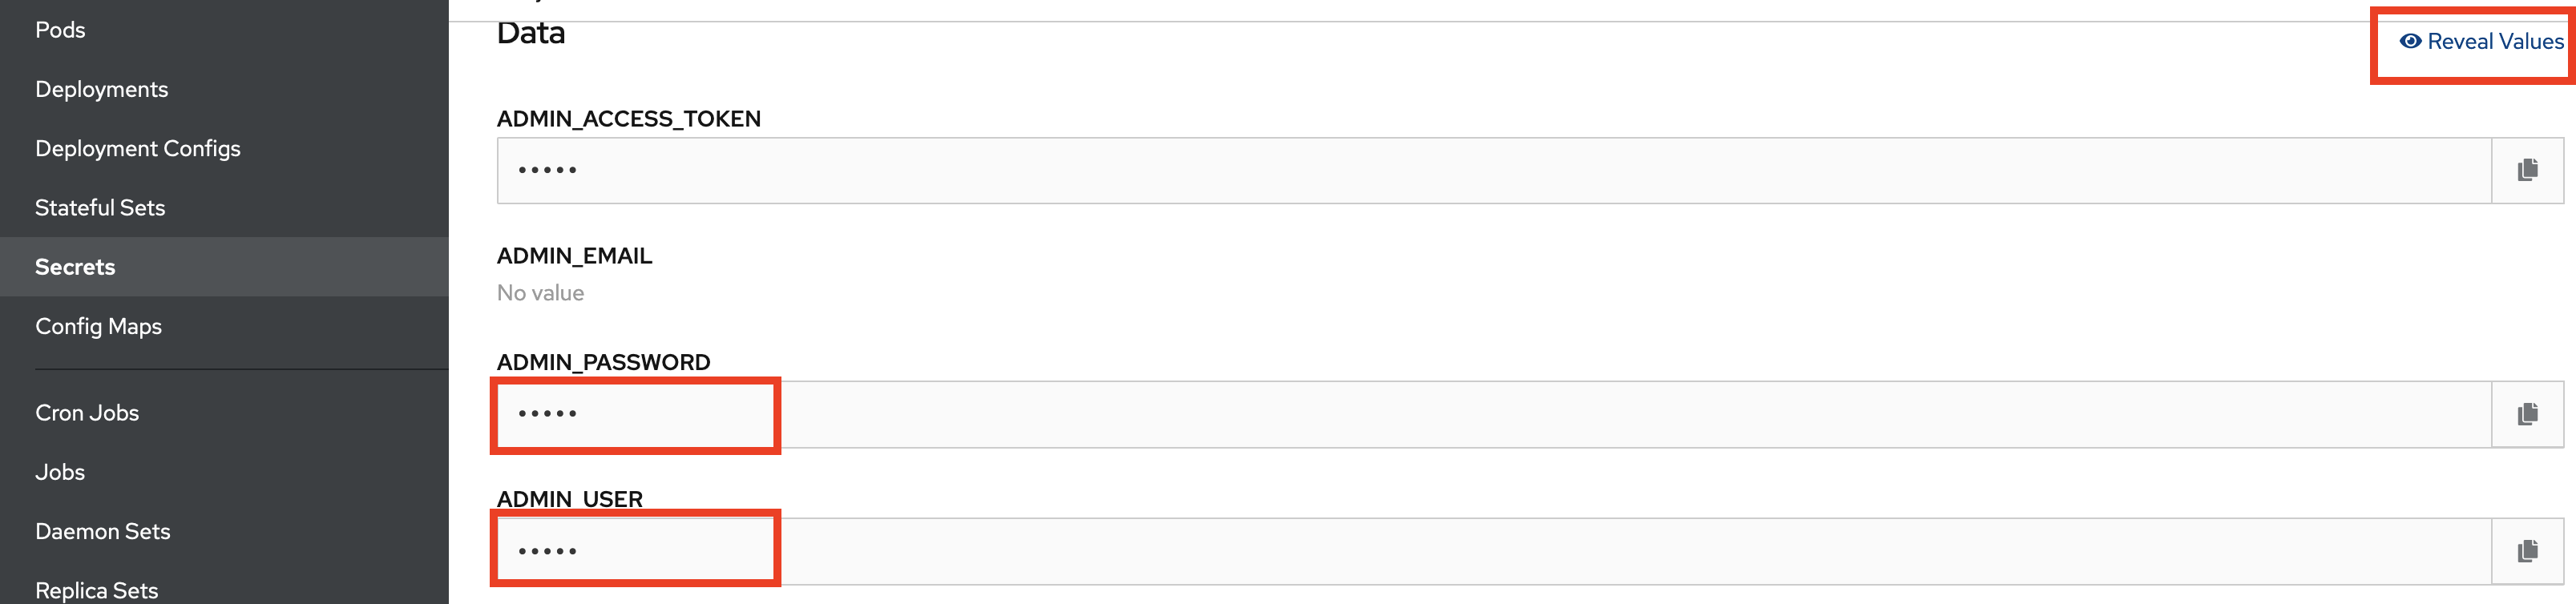 Pods
Deployments
Deployment Configs
Stateful Sets
Secrets
Config Maps
Cron Jobs
Jobs
Daemon Sets
Replica Sets
Data
Reveal Values
ADMIN_ACCESS_TOKEN
•••••
ADMIN_EMAIL
No value
ADMIN_PASSWORD
•••••
ADMIN_USER
•••••